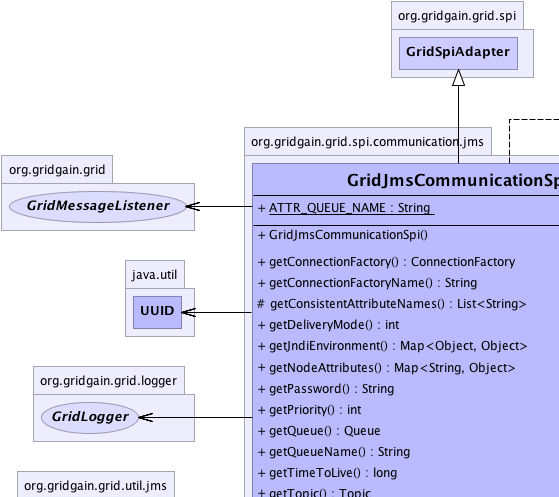 org.gridgain.grid.spi
GridSpiAdapter
org.gridgain.grid.spi.communication.jms
org.gridgain.grid
GridJmsCommunicationSp
GridMessageListener
+ ATTR_QUEUE_NAME : String
+ GridJmsCommunicationSpi()
java.util
UUID
+ getConnectionFactory() : ConnectionFactory
+ getConnectionFactoryName() : String
# getConsistentAttributeNames() : List<String>
+ getDeliveryMode() : int
+ getJndiEnvironment() : Map<Object, Object>
+ getNodeAttributes() : Map<String, Object>
org.gridgain.grid.logger
GridLogger
+ getPassword() : String
+ getPriority() : int
+ getQueue() : Queue
+ getQueueName() : String
+ getTimeToLive() : long
+ getTopic() : Topic
org.gridgain.grid.util.jms